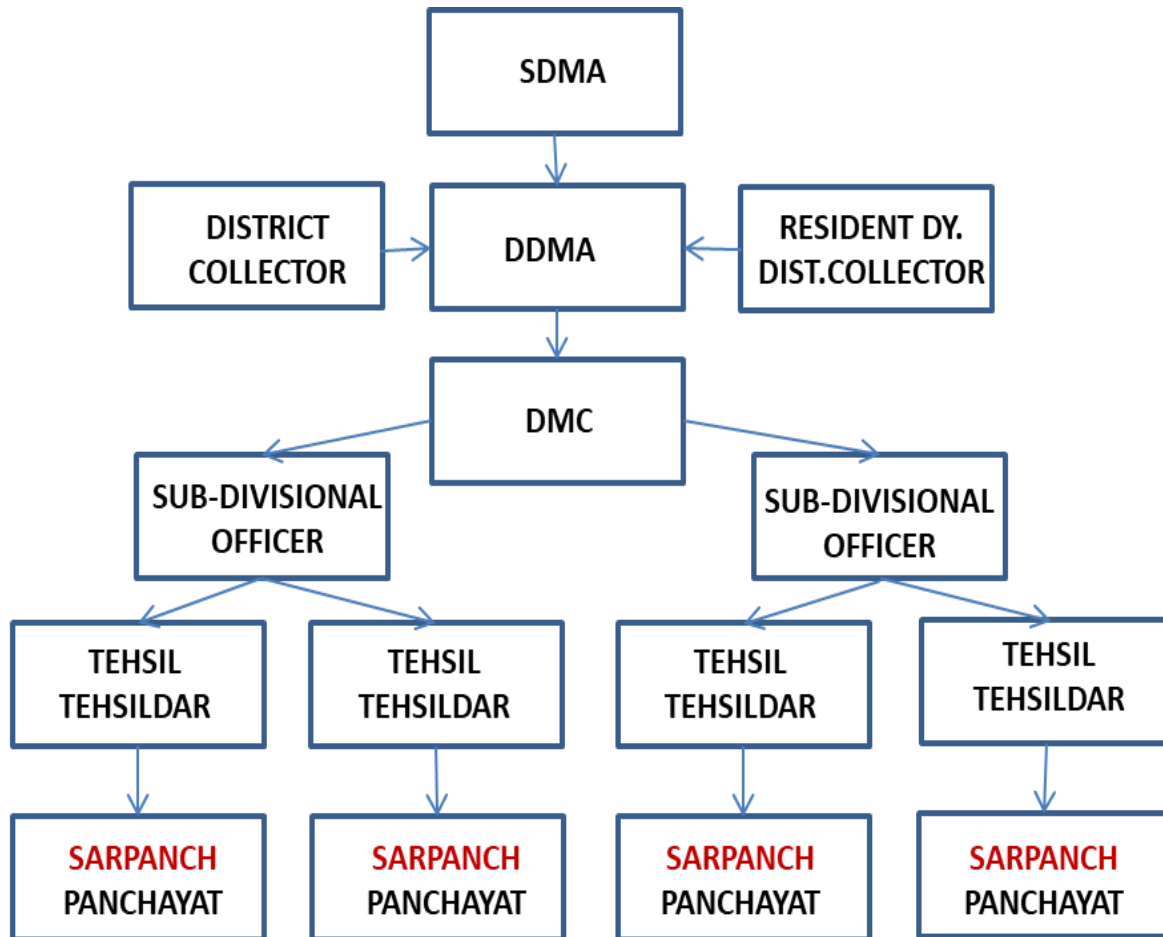 SDMA
DISTRICT
COLLECTOR
DDMA
RESIDENT DY.
DIST.COLLECTOR
DMC
SUB-DIVISIONAL
OFFICER
SUB-DIVISIONAL
OFFICER
TEHSIL
TEHSILDAR
TEHSIL
TEHSILDAR
TEHSIL
TEHSILDAR
TEHSIL
TEHSILDAR
SARPANCH
PANCHAYAT
SARPANCH
PANCHAYAT
SARPANCH
PANCHAYAT
SARPANCH
PANCHAYAT